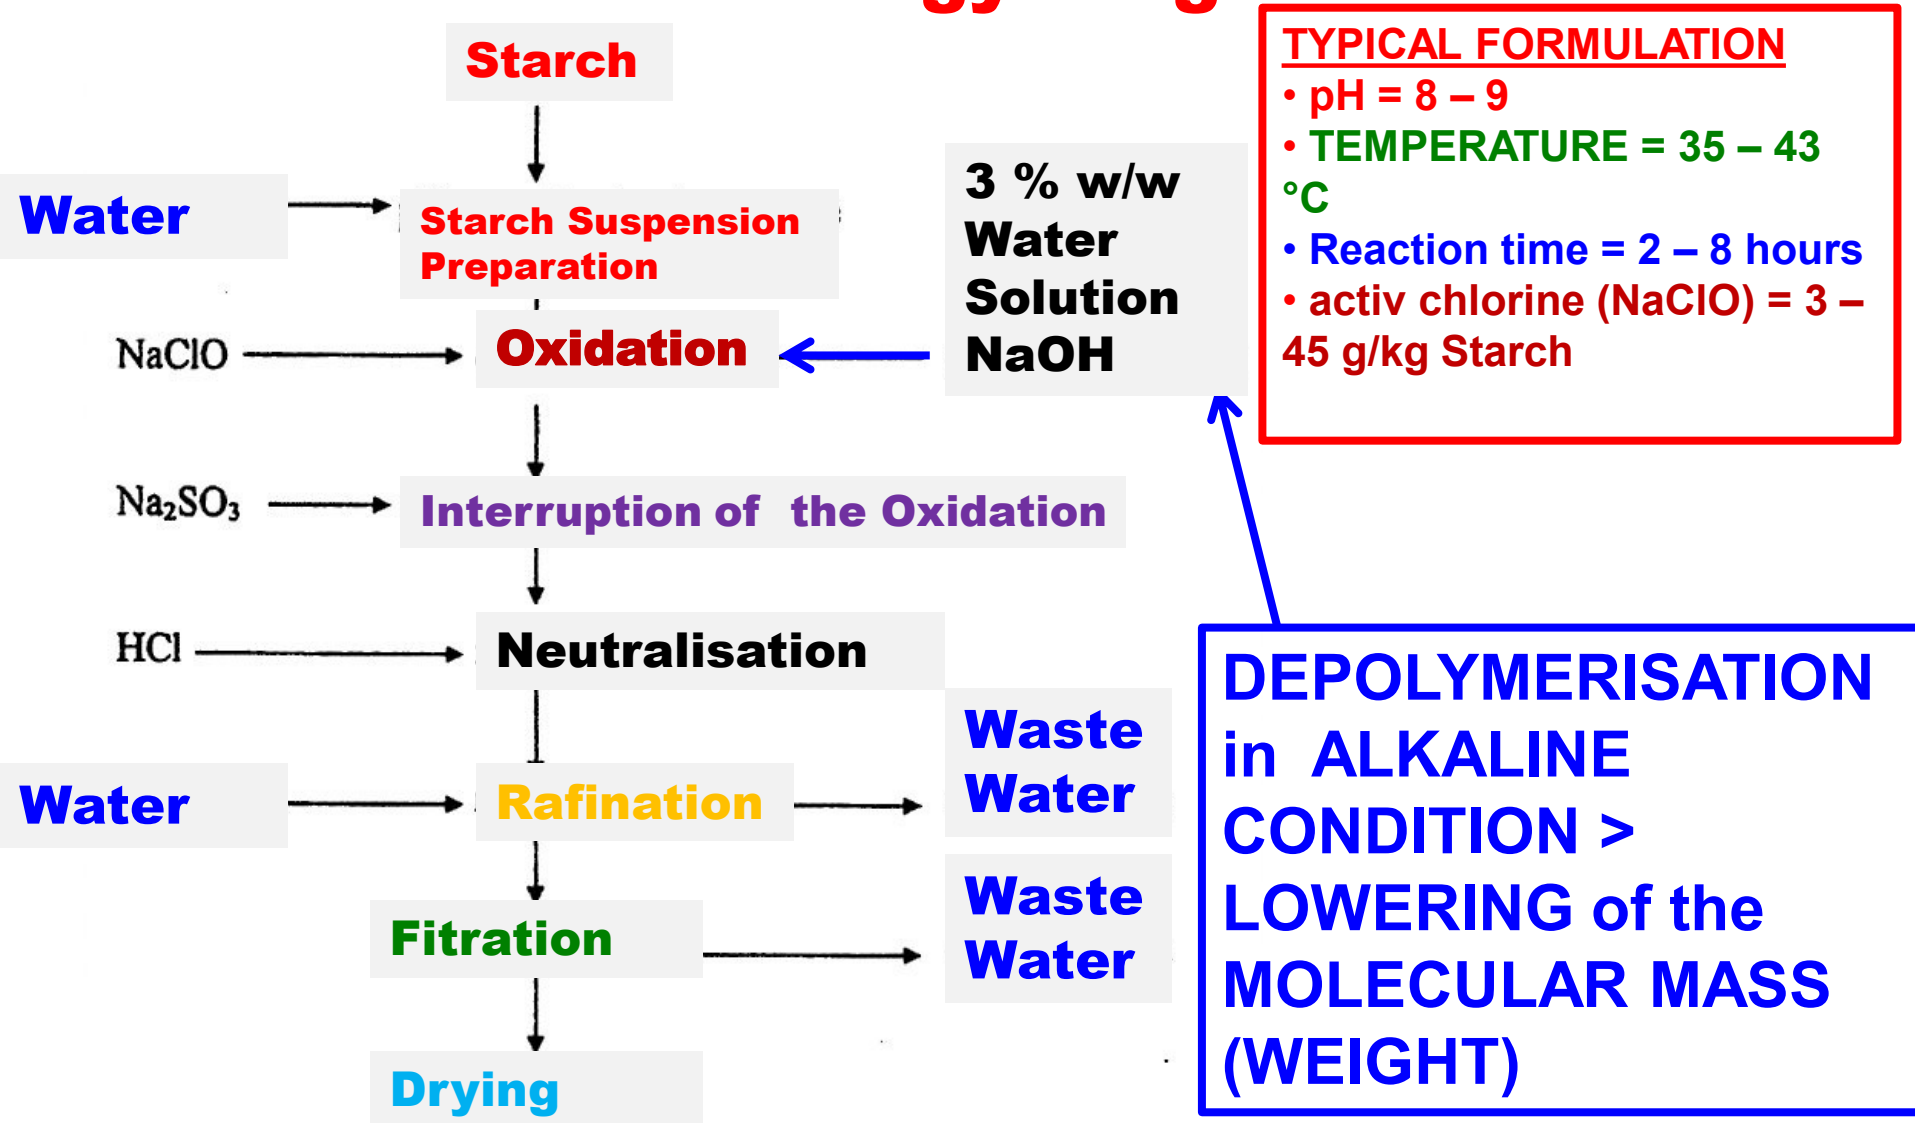 Starch
TYPICAL FORMULATION
• pH = 8 – 9
• TEMPERATURE = 35 – 43
°C
• Reaction time = 2 – 8 hours
• activ chlorine (NaClO) = 3 –
45 g/kg Starch
Water
Starch Suspension
Preparation
3 % w/w
Water
Solution
NaOH
NaClO
Oxidation
Na₂SO₃
Interruption of the Oxidation
HCl
Neutralisation
Waste
Water
Water
Rafination
Waste
Water
Fitration
Drying
DEPOLYMERISATION
in ALKALINE
CONDITION >
LOWERING of the
MOLECULAR MASS
(WEIGHT)